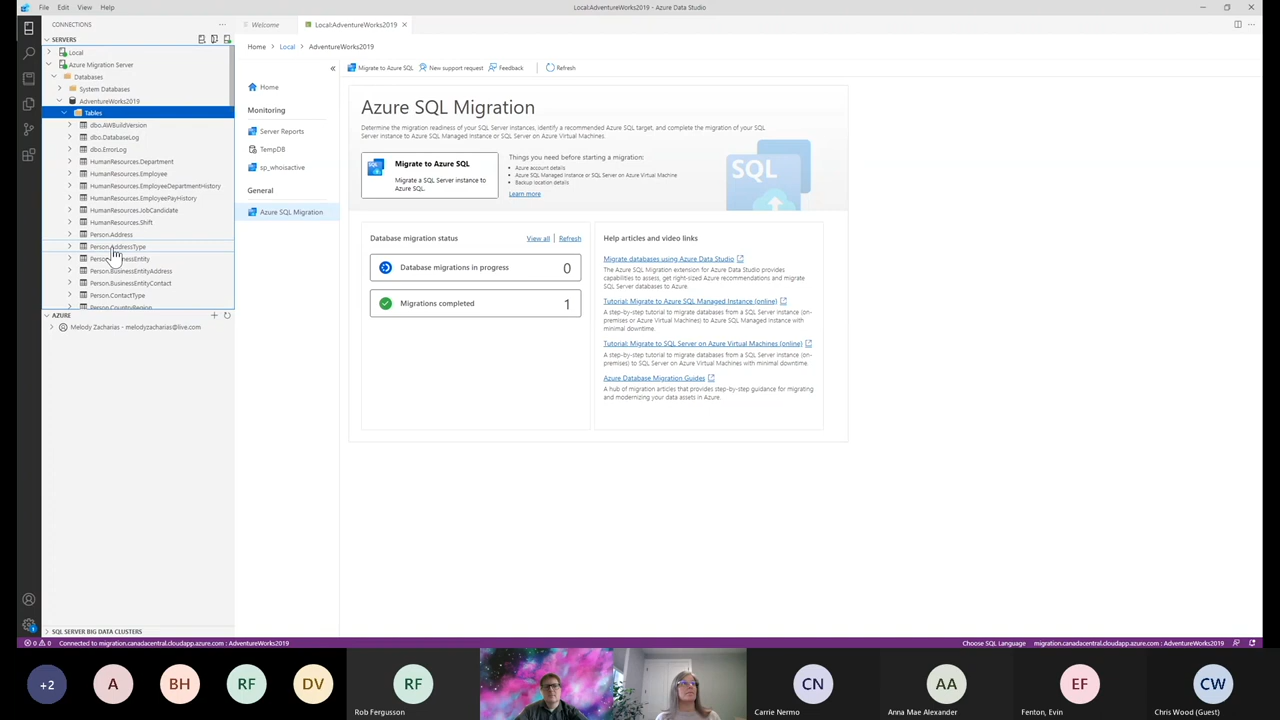 File Edit View Help
Local:AdventureWorks2019 - Azure Data Studio
CONNECTIONS
SERVERS
Local
Azure Migration Server
Databases
System Databases
AdventureWorks2019
Tables
dbo.AWBuildVersion
dbo.DatabaseLog
dbo.ErrorLog
HumanResources.Department
HumanResources.Employee
HumanResources.EmployeeDepartmentHistory
HumanResources.EmployeePayHistory
HumanResources.JobCandidate
HumanResources.Shift
Person.Address
Person.AddressType
Person.BusinessEntityAddress
Person.BusinessEntityContact
Person.ContactType
Person.CountryRegion
AZURE
Melody Zacharias - melodyzacharias@live.com
SQL SERVER BIG DATA CLUSTERS
Welcome
Local:AdventureWorks2019
Home > Local > AdventureWorks2019
Home
Monitoring
Server Reports
TempDB
sp_whoisactive
General
Azure SQL Migration
Migrate to Azure SQL
New support request
Feedback
Refresh
Azure SQL Migration
Determine the migration readiness of your SQL Server instances, identify a recommended Azure SQL target, and complete the migration of your SQL
Server instance to Azure SQL Managed Instance or SQL Server on Azure Virtual Machines.
Migrate to Azure SQL
Migrate a SQL Server instance to
Azure SQL.
Things you need before starting a migration:
• Azure account details
• Azure SQL Managed Instance or SQL Server on Azure Virtual Machine
• Backup location details
Learn more
SQL
Database migration status
View all
Refresh
Database migrations in progress 0
Migrations completed 1
Help articles and video links
Migrate databases using Azure Data Studio
The Azure SQL Migration extension for Azure Data Studio provides
capabilities to assess, get right-sized Azure recommendations and migrate
SQL Server databases to Azure.
Tutorial: Migrate to Azure SQL Managed Instance (online)
A step-by-step tutorial to migrate databases from a SQL Server instance (on-
premises or Azure Virtual Machines) to Azure SQL Managed Instance with
minimal downtime.
Tutorial: Migrate to SQL Server on Azure Virtual Machines (online)
A step-by-step tutorial to migrate databases from a SQL Server instance (on-
premises) to SQL Server on Azure Virtual Machines with minimal downtime.
Azure Database Migration Guides
A hub of migration articles that provides step-by-step guidance for migrating
and modernizing your data assets in Azure.
0 0 Connected to migration.canadacentral.cloudapp.azure.com : AdventureWorks2019
Choose SQL Language
migration.canadacentral.cloudapp.azure.com : AdventureWorks2019
+2
A
BH
RF
DV
RF
Rob Fergusson
CN
Carrie Nermo
AA
Anna Mae Alexander
EF
Fenton, Evin
CW
Chris Wood (Guest)